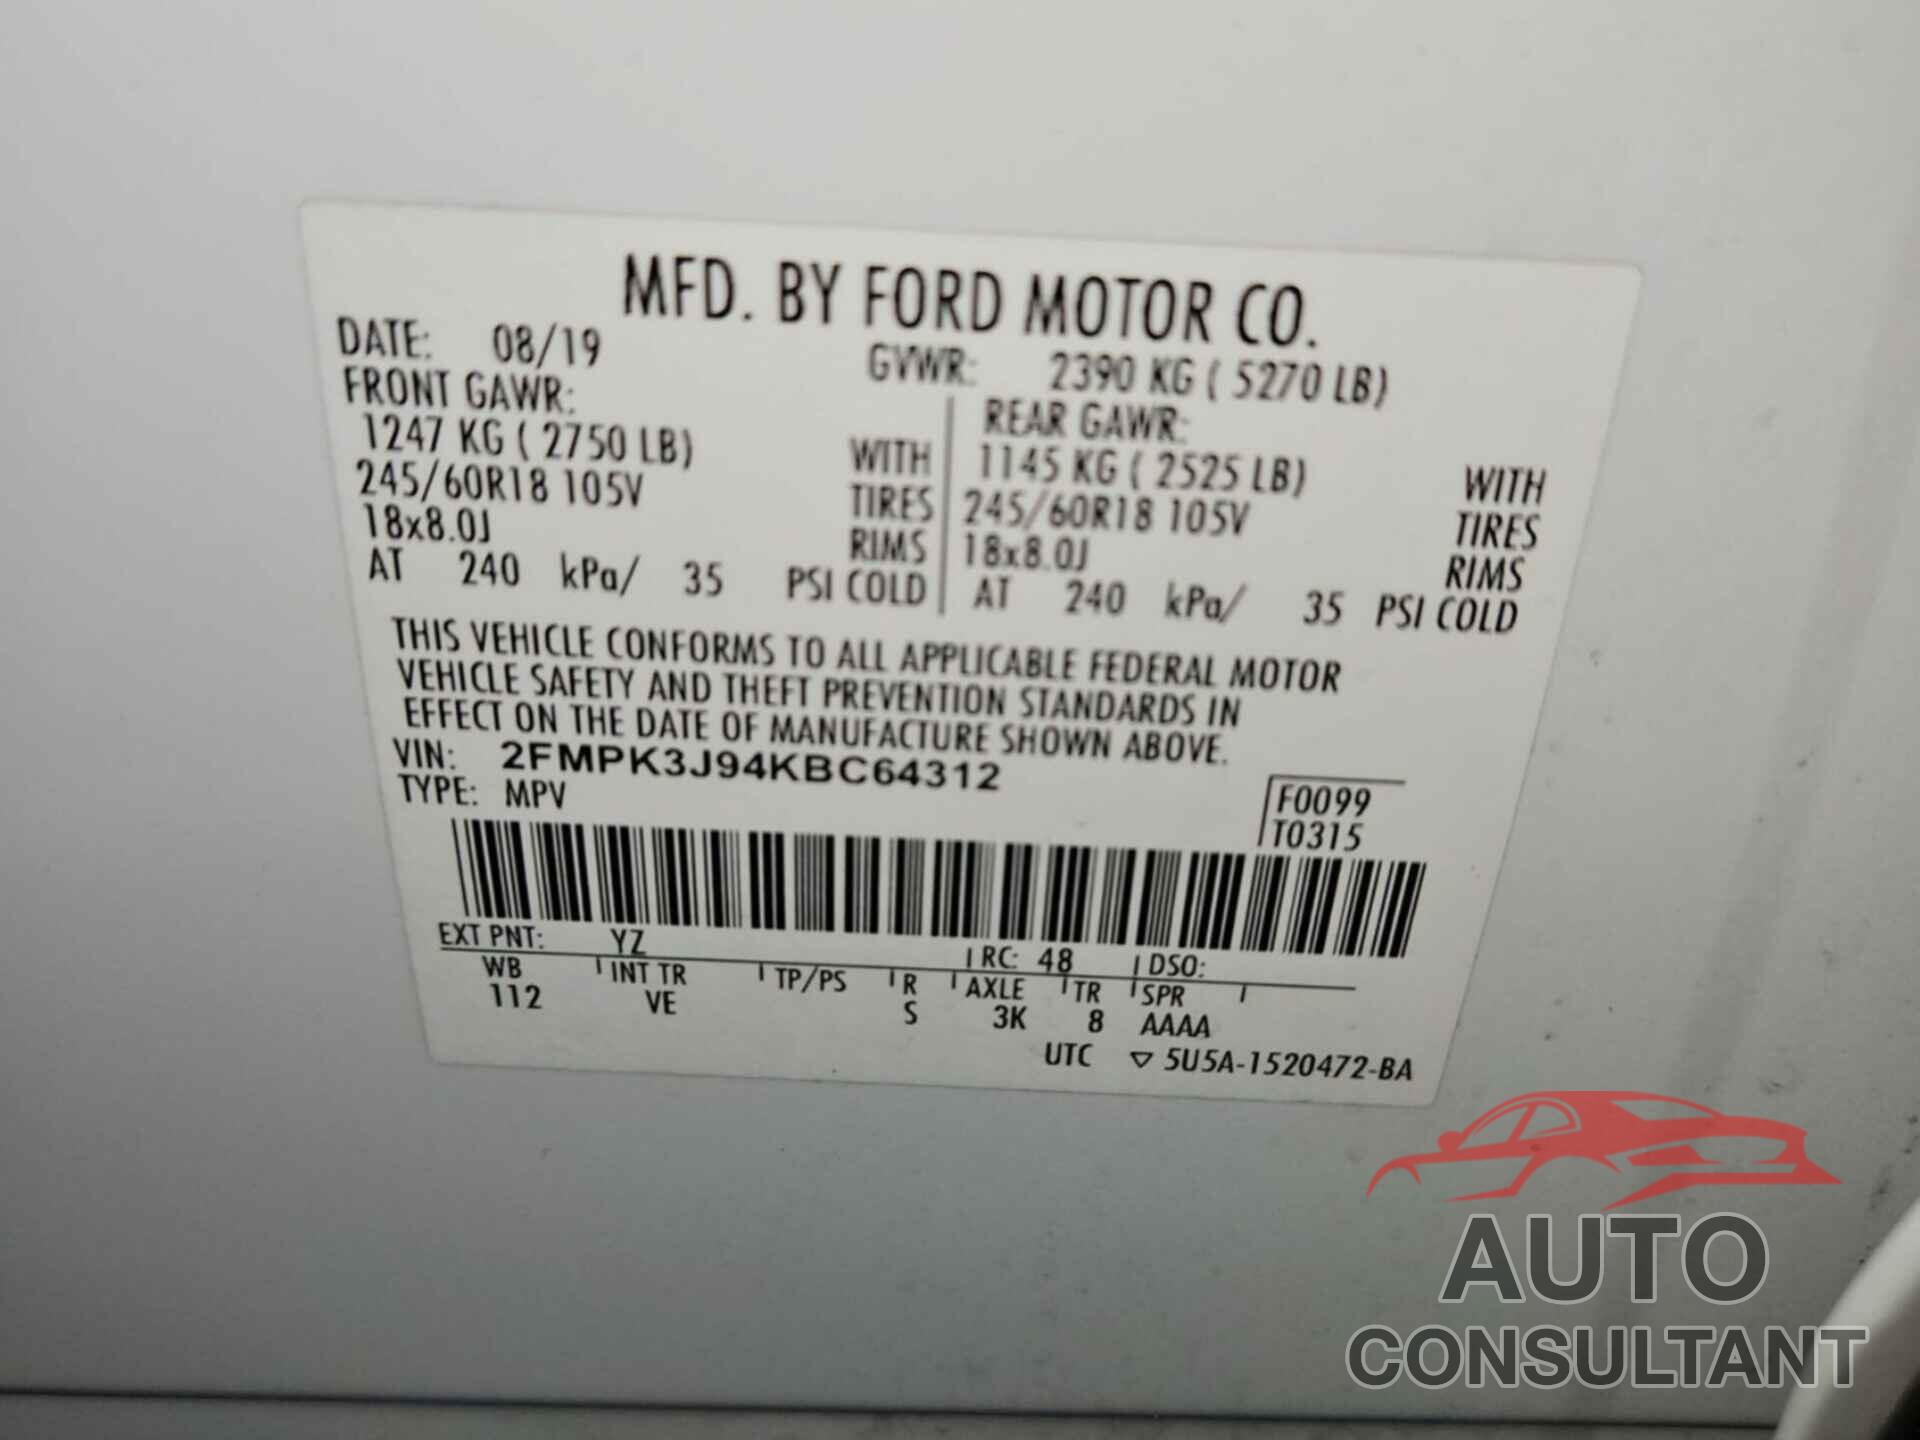 MFD. BY FORD MOTOR CO.
DATE: 08/19 GVWR: 2390 KG ( 5270 LB)
FRONT GAWR: REAR GAWR:
1247 KG ( 2750 LB) WITH 1145 KG ( 2525 LB) WITH
245/60R18 105V TIRES 245/60R18 105V TIRES
18x8.0J RIMS 18x8.0J RIMS
AT 240 kPa/ 35 PSI COLD AT 240 kPa/ 35 PSI COLD
THIS VEHICLE CONFORMS TO ALL APPLICABLE FEDERAL MOTOR
VEHICLE SAFETY AND THEFT PREVENTION STANDARDS IN
EFFECT ON THE DATE OF MANUFACTURE SHOWN ABOVE.
VIN: 2FMPK3J94KBC64312
TYPE: MPV F0099
T0315
EXT PNT: YZ RC: 48 DSO:
WB INT TR TP/PS R AXLE TR SPR
112 VE S 3K 8 AAAA
UTC ▽ 5U5A-1520472-BA
AUTO
CONSULTANT